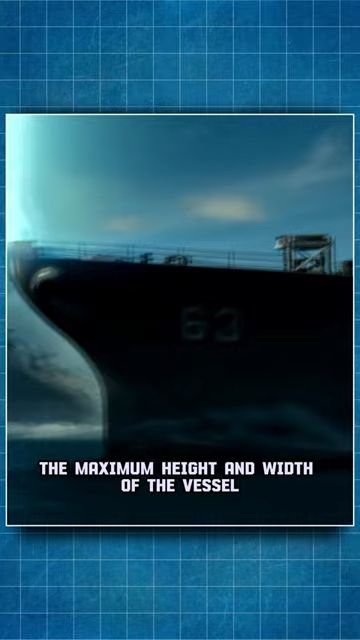 63
THE MAXIMUM HEIGHT AND WIDTH
OF THE VESSEL